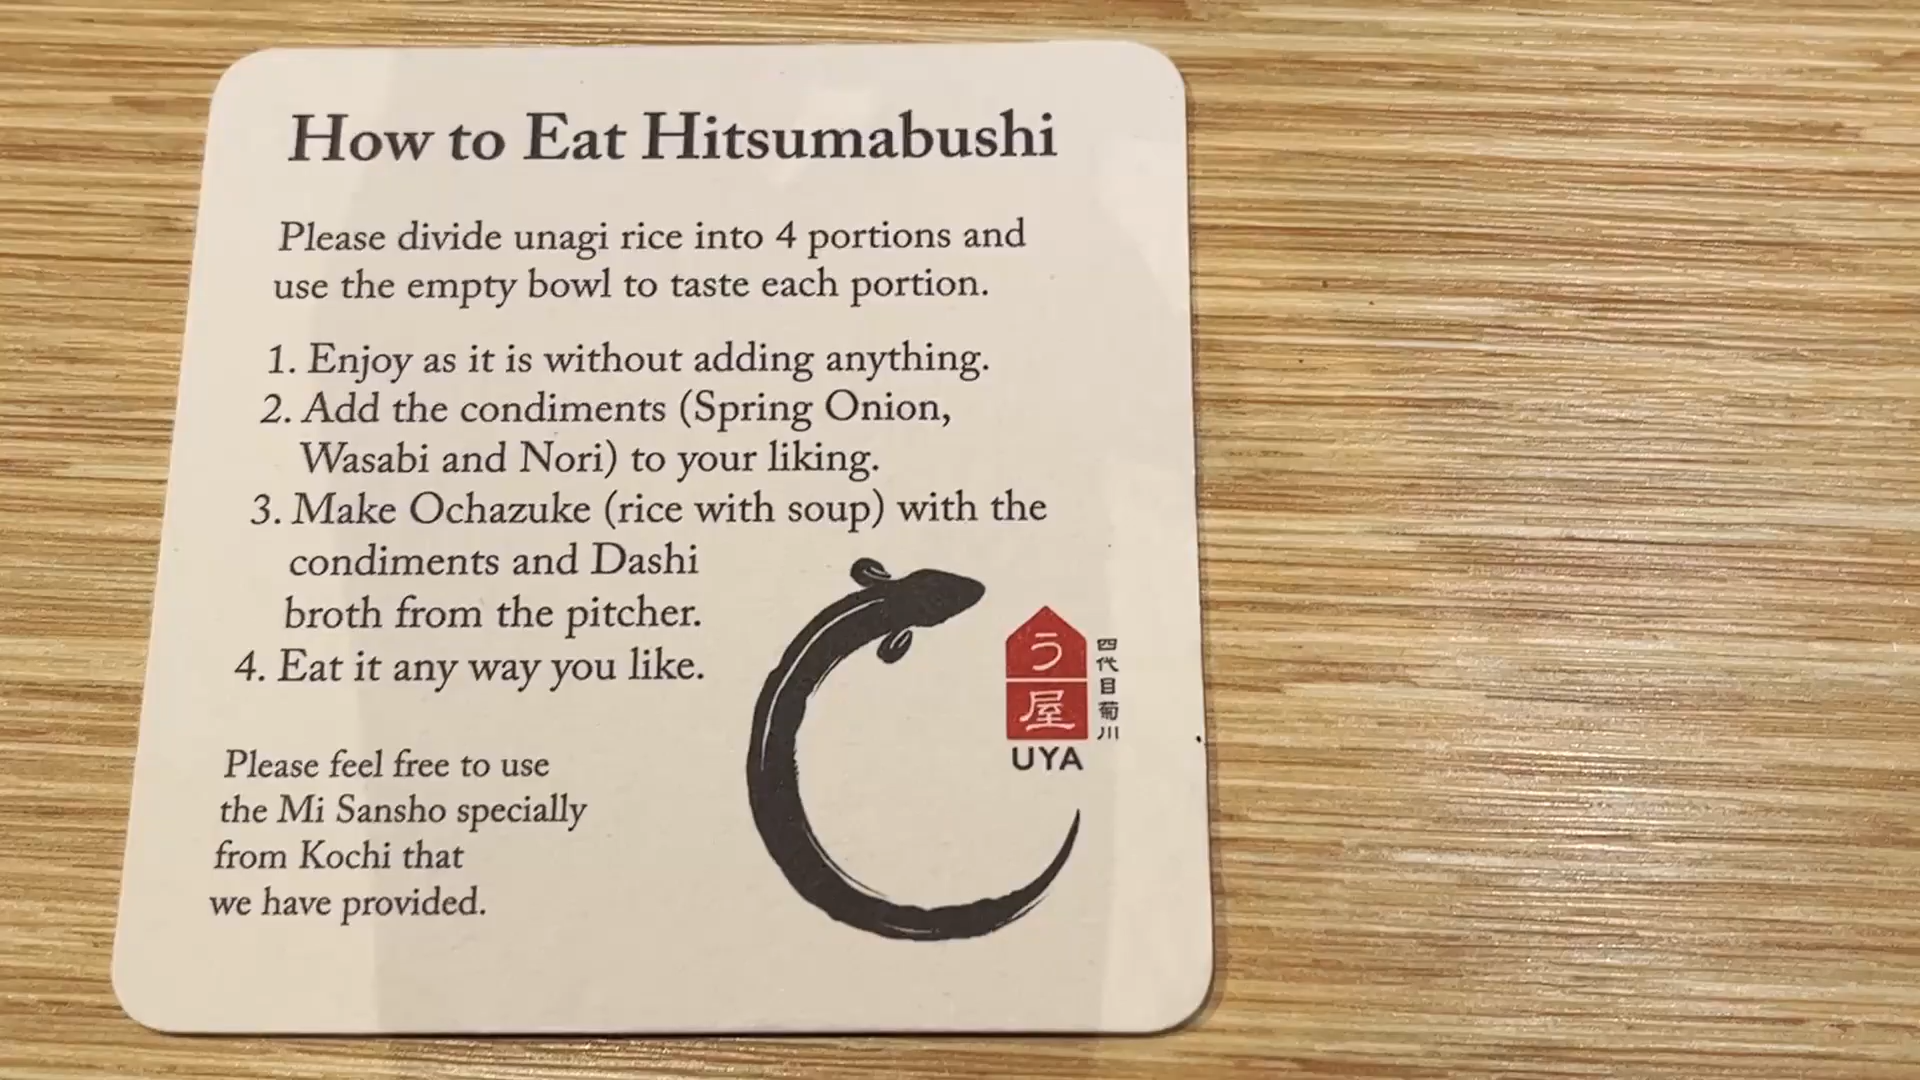 How to Eat Hitsumabushi
Please divide unagi rice into 4 portions and
use the empty bowl to taste each portion.
1. Enjoy as it is without adding anything.
2. Add the condiments (Spring Onion,
Wasabi and Nori) to your liking.
3. Make Ochazuke (rice with soup) with the
condiments and Dashi
broth from the pitcher.
4. Eat it any way you like.
Please feel free to use
the Mi Sansho specially
from Kochi that
we have provided.
う屋
UYA
四代目菊川